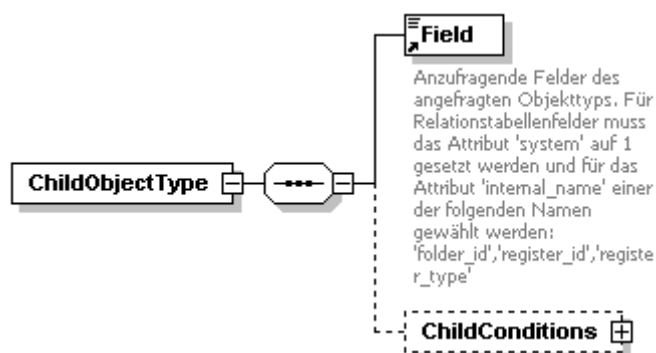 Field
Anzufragende Felder des
angefragten Objekttyps. Für
Relationstabellenfelder muss
das Attribut 'system' auf 1
gesetzt werden und für das
Attribut 'internal_name' einer
der folgenden Namen
gewählt werden:
'folder_id','register_id','registe
r_type'
ChildObjectType
ChildConditions